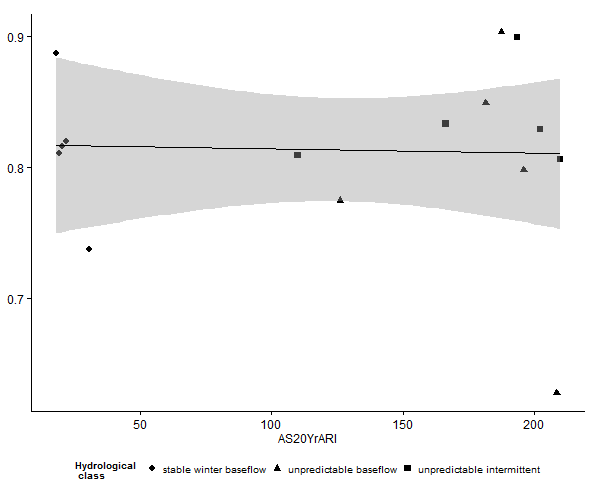 0.9
0.8
0.7
50 100 150 200
AS20YrARI
Hydrological
class
stable winter baseflow unpredictable baseflow unpredictable intermittent